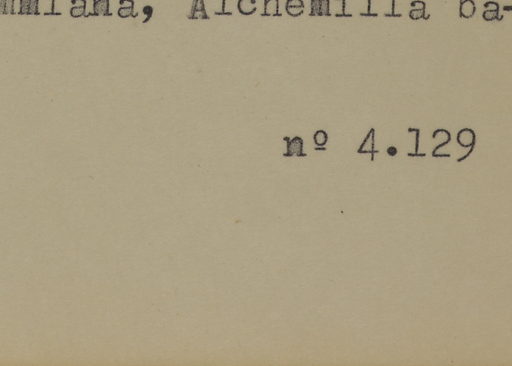 Alchemilla ba-
nº 4.129